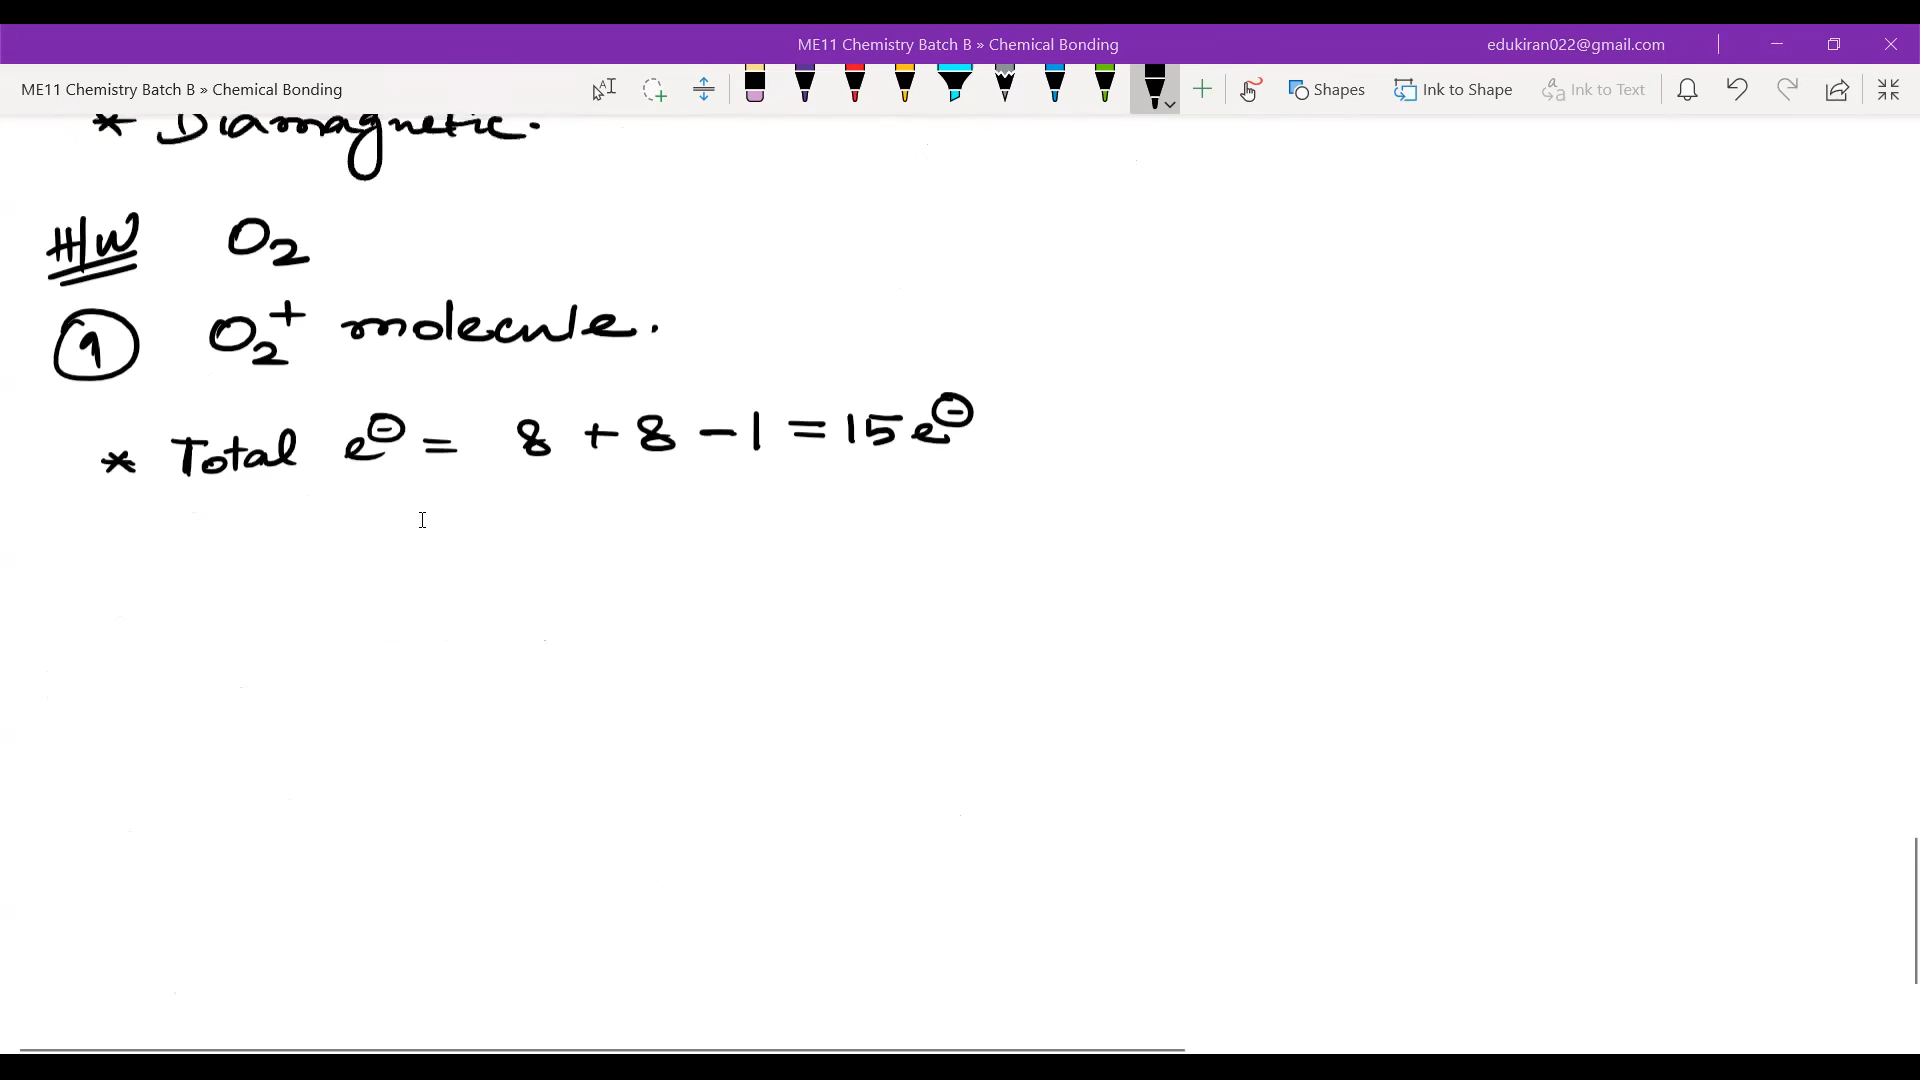 ME11 Chemistry Batch B » Chemical Bonding
edukiran022@gmail.com
ME11 Chemistry Batch B » Chemical Bonding
Shapes
Ink to Shape
Ink to Text
* Diamagnetic.
H/W O₂
⑨ O₂⁺ molecule.
* Total e⊖ = 8 + 8 - 1 = 15e⊖